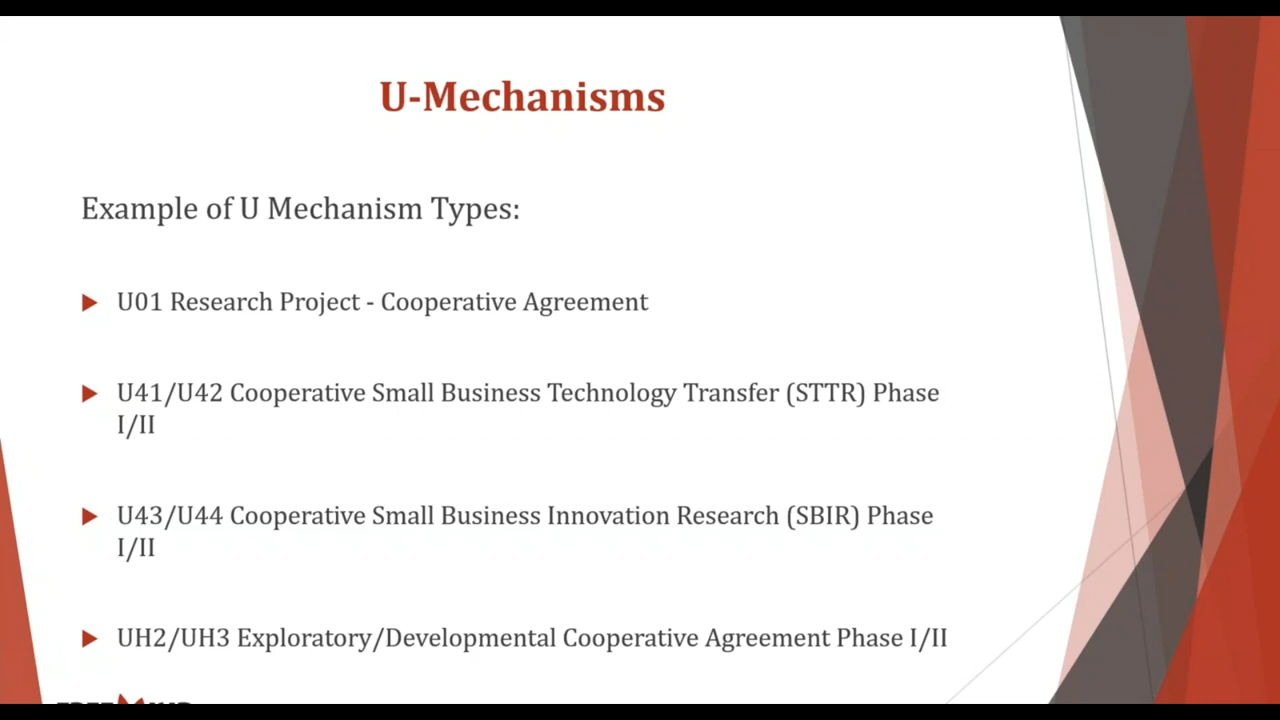 U-Mechanisms
Example of U Mechanism Types:
U01 Research Project - Cooperative Agreement
U41/U42 Cooperative Small Business Technology Transfer (STTR) Phase
I/II
U43/U44 Cooperative Small Business Innovation Research (SBIR) Phase
I/II
UH2/UH3 Exploratory/Developmental Cooperative Agreement Phase I/II